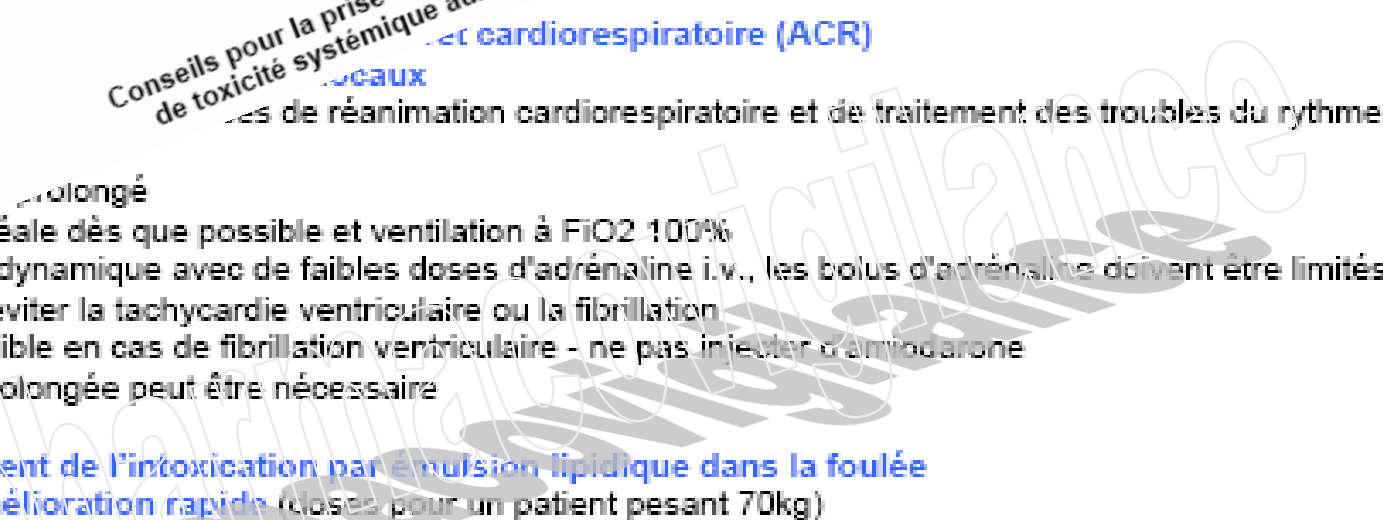 Conseils pour la prise
de toxicité systémique
et cardiorespiratoire (ACR)
locaux
de réanimation cardiorespiratoire et de traitement des troubles du rythme
prolongé
éale dès que possible et ventilation à FiO2 100%
dynamique avec de faibles doses d'adrénaline i.v., les bolus d'adrénaline doivent être limités
éviter la tachycardie ventriculaire ou la fibrillation
ible en cas de fibrillation ventriculaire - ne pas injecter d'amiodarone
olongée peut être nécessaire
ent de l'intoxication par émulsion lipidique dans la foulée
élioration rapide (doses pour un patient pesant 70kg)
pharmacovigilance